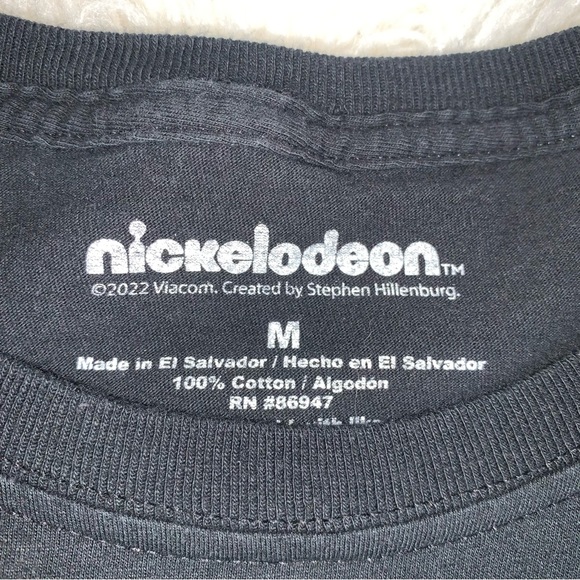 nickelodeon™
©2022 Viacom. Created by Stephen Hillenburg.
M
Made in El Salvador / Hecho en El Salvador
100% Cotton / Algodón
RN #86947
with